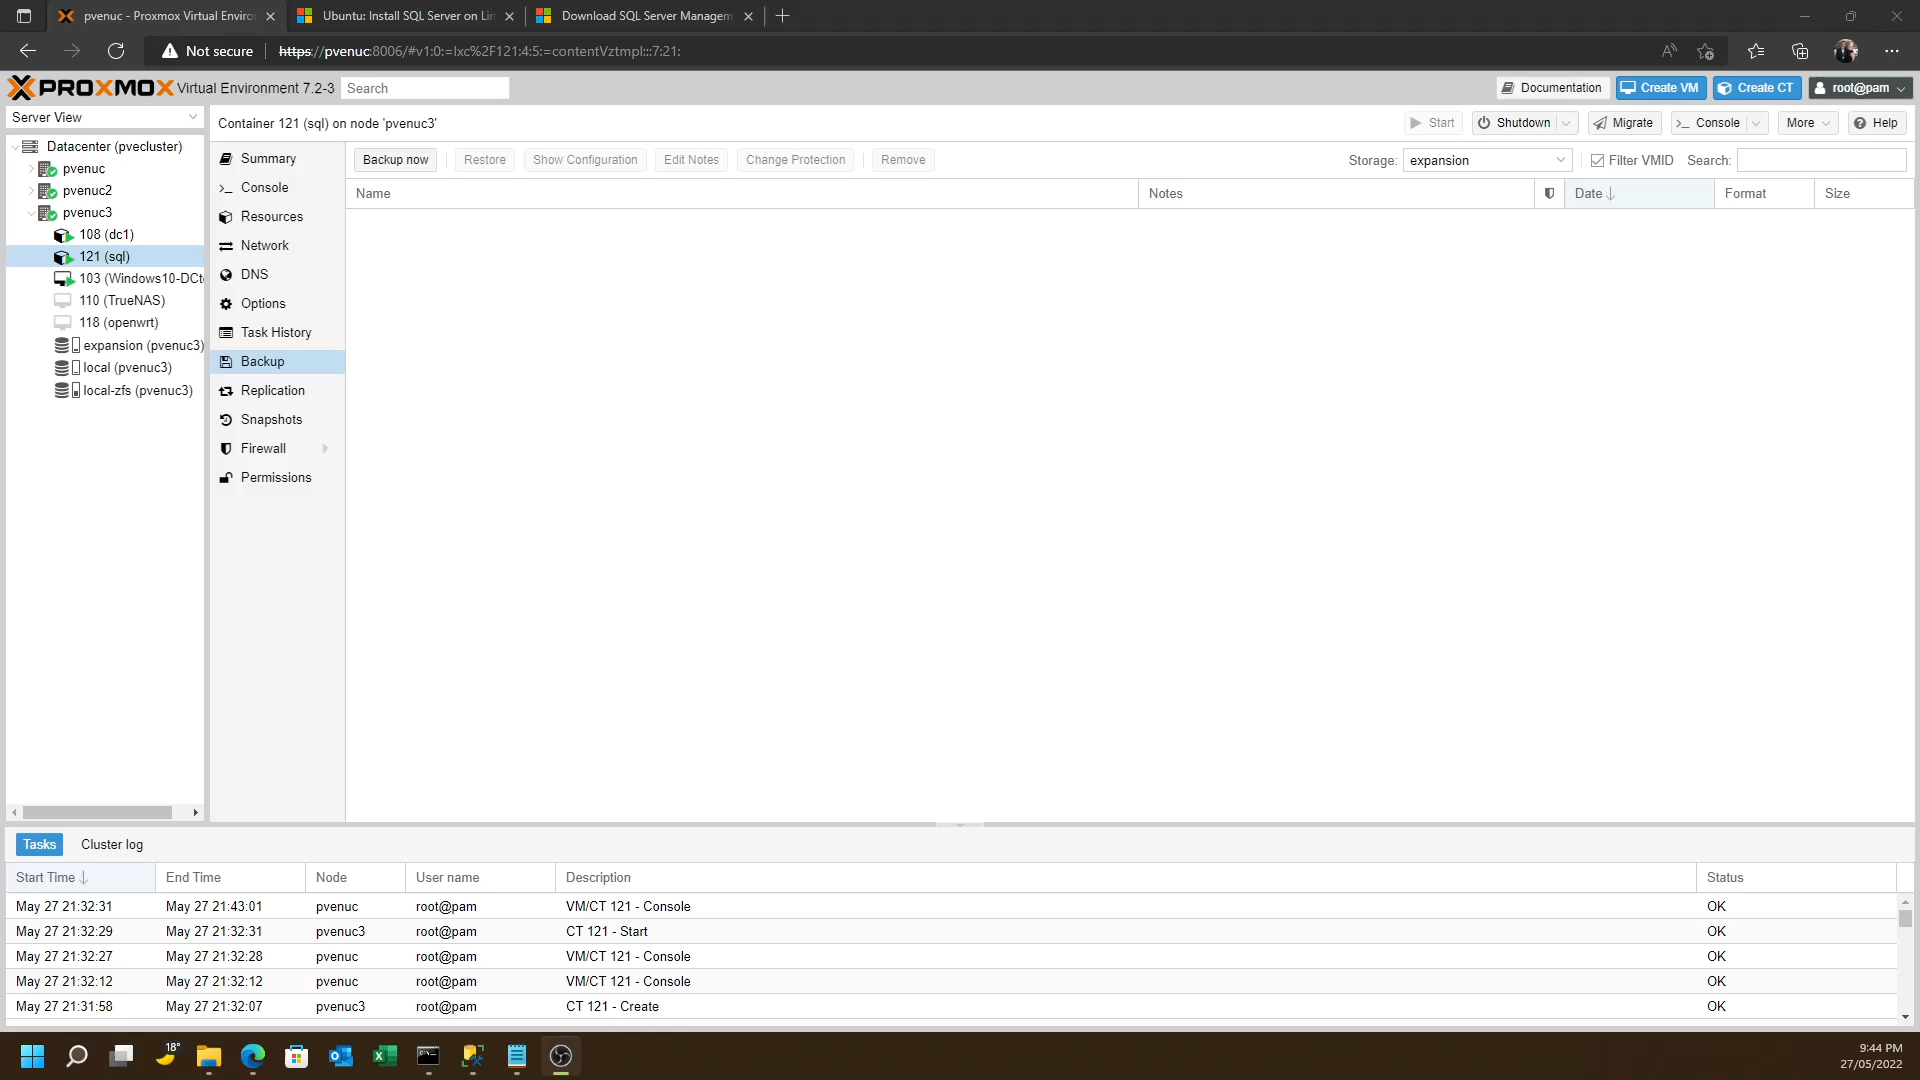 pvenuc - Proxmox Virtual Enviro
Ubuntu: Install SQL Server on Lin
Download SQL Server Managem
Not secure
https://pvenuc:8006/#v1:0:=lxc%2F121:4:5:=contentVztmpl:::7:21:
PROXMOX Virtual Environment 7.2-3
Search
Documentation
Create VM
Create CT
root@pam
Server View
Container 121 (sql) on node 'pvenuc3'
Start
Shutdown
Migrate
Console
More
Help
Datacenter (pvecluster)
pvenuc
pvenuc2
pvenuc3
108 (dc1)
121 (sql)
103 (Windows10-DCt
110 (TrueNAS)
118 (openwrt)
expansion (pvenuc3)
local (pvenuc3)
local-zfs (pvenuc3)
Summary
Console
Resources
Network
DNS
Options
Task History
Backup
Replication
Snapshots
Firewall
Permissions
Backup now
Restore
Show Configuration
Edit Notes
Change Protection
Remove
Storage: expansion
Filter VMID
Search:
Name
Notes
Date
Format
Size
Tasks
Cluster log
Start Time
End Time
Node
User name
Description
Status
May 27 21:32:31 May 27 21:43:01 pvenuc root@pam VM/CT 121 - Console OK
May 27 21:32:29 May 27 21:32:31 pvenuc3 root@pam CT 121 - Start OK
May 27 21:32:27 May 27 21:32:28 pvenuc root@pam VM/CT 121 - Console OK
May 27 21:32:12 May 27 21:32:12 pvenuc root@pam VM/CT 121 - Console OK
May 27 21:31:58 May 27 21:32:07 pvenuc3 root@pam CT 121 - Create OK
18°
9:44 PM
27/05/2022